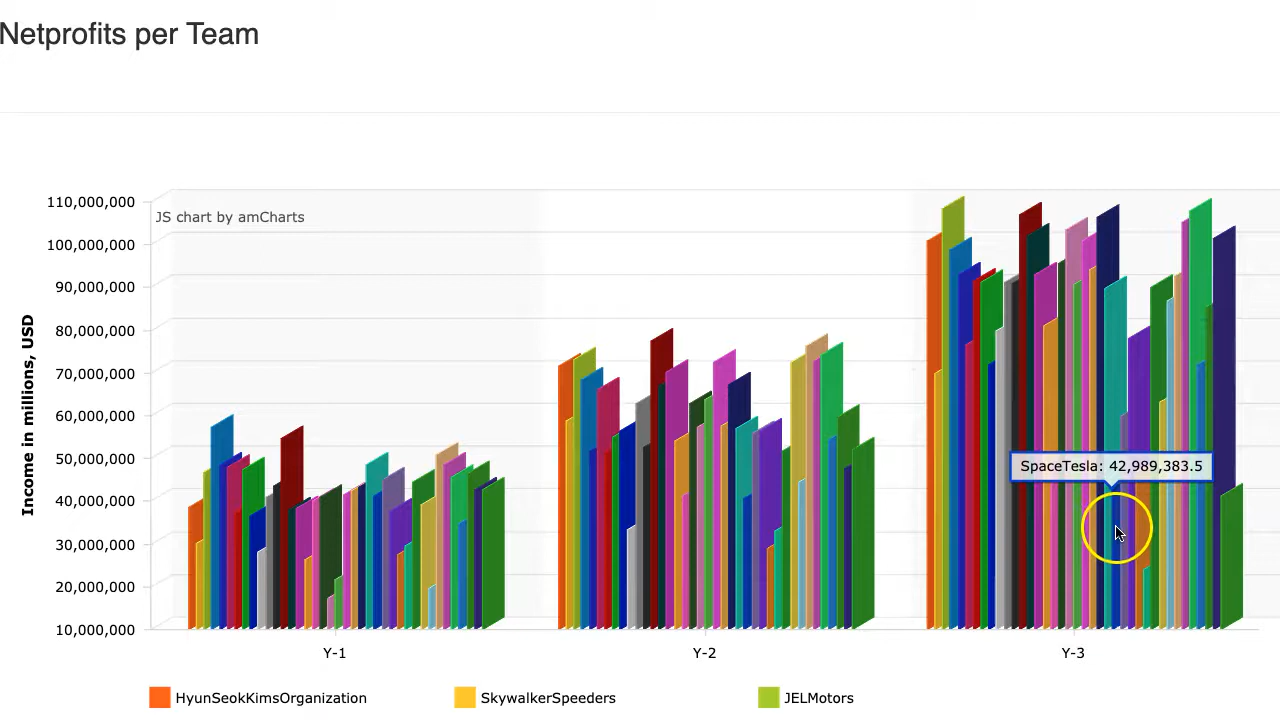 Netprofits per Team
JS chart by amCharts
Income in millions, USD
110,000,000
100,000,000
90,000,000
80,000,000
70,000,000
60,000,000
50,000,000
40,000,000
30,000,000
20,000,000
10,000,000
SpaceTesla: 42,989,383.5
Y-1
Y-2
Y-3
HyunSeokKimsOrganization
SkywalkerSpeeders
JELMotors